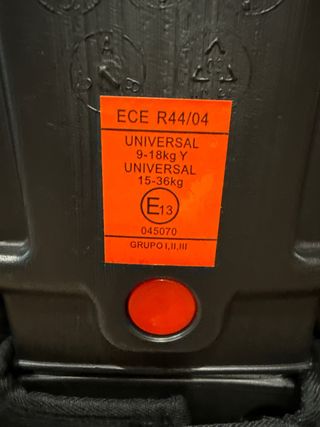 ECE R44/04
UNIVERSAL
9-18kg Y
UNIVERSAL
15-36kg
E13
045070
GRUPO I,II,III